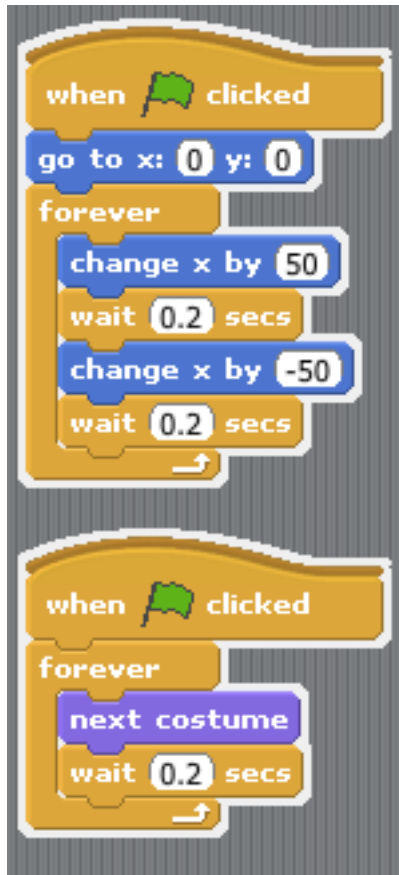 when clicked
go to x: 0 y: 0
forever
change x by 50
wait 0.2 secs
change x by -50
wait 0.2 secs
when clicked
forever
next costume
wait 0.2 secs